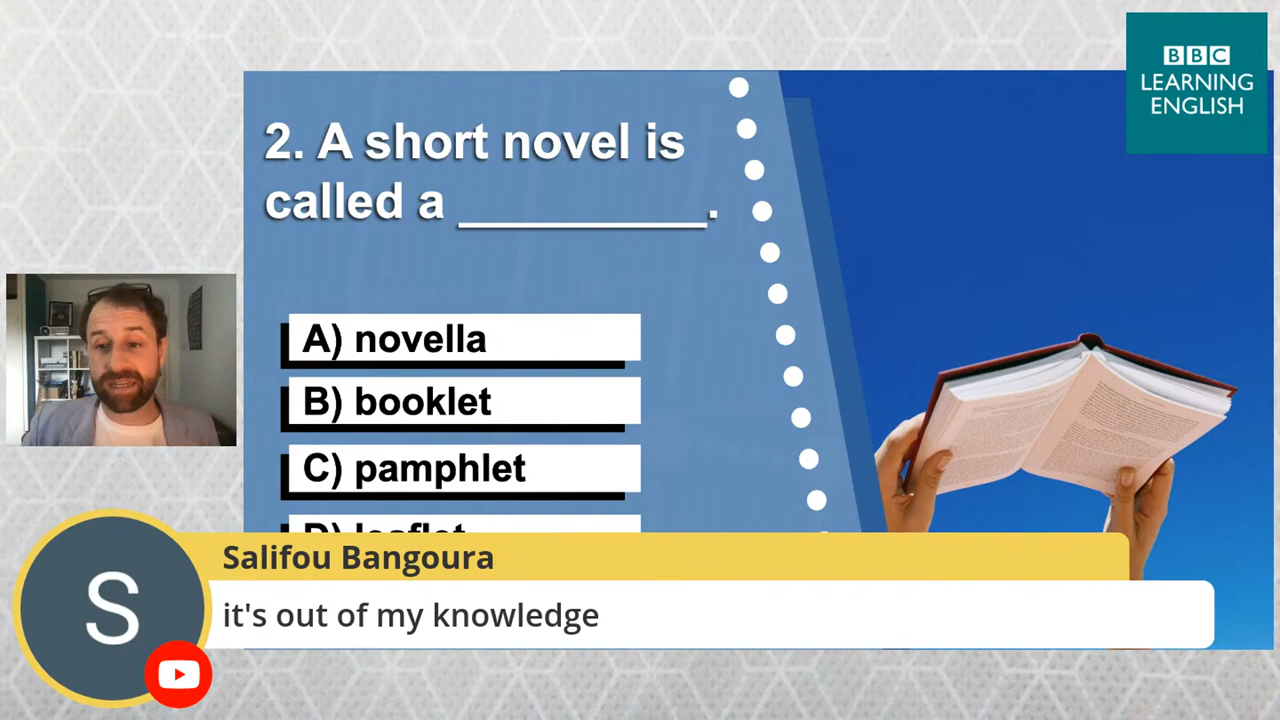 BBC
LEARNING
ENGLISH
2. A short novel is
called a __________.
A) novella
B) booklet
C) pamphlet
D) leaflet
Salifou Bangoura
it's out of my knowledge
S